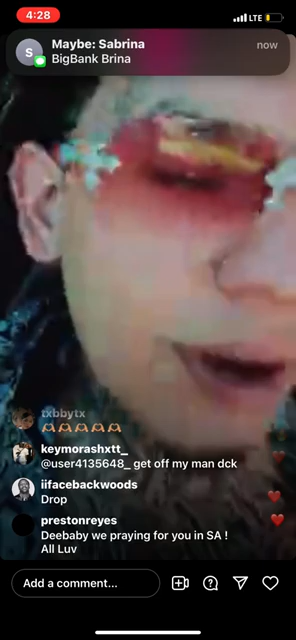 4:28
LTE
S
Maybe: Sabrina
now
BigBank Brina
txbbytx
keymorashxtt_
@user4135648_ get off my man dck
iifacebackwoods
Drop
prestonreyes
Deebaby we praying for you in SA !
All Luv
Add a comment...